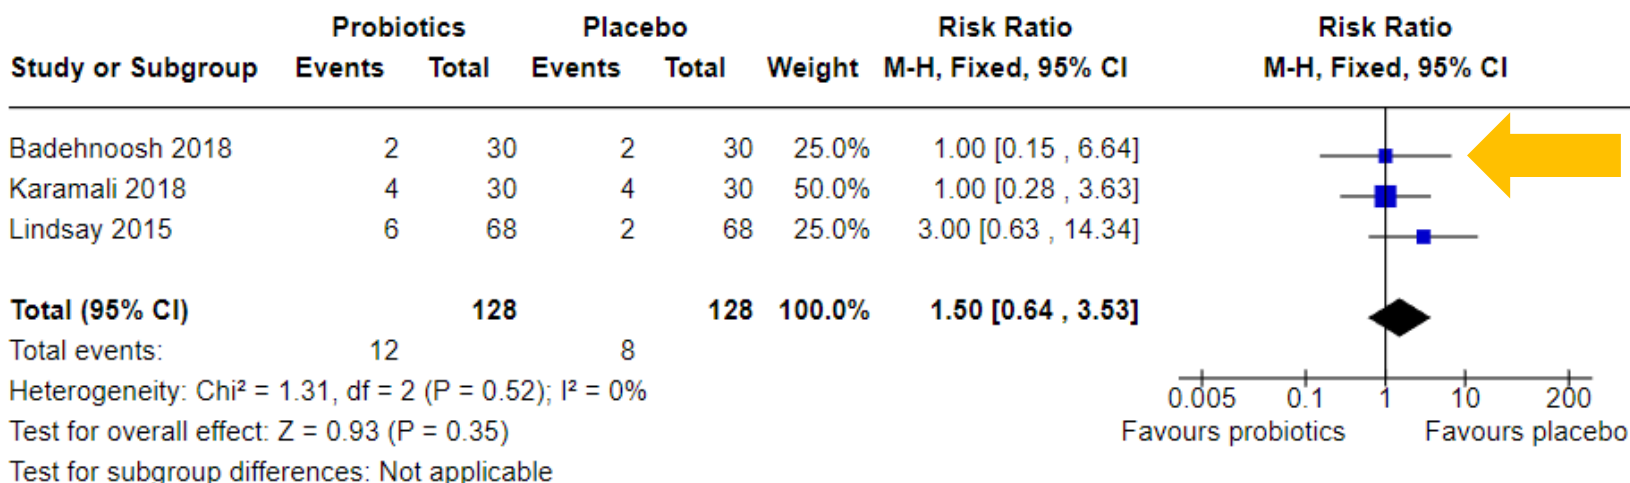 Probiotics Placebo Risk Ratio Risk Ratio
Study or Subgroup Events Total Events Total Weight M-H, Fixed, 95% CI M-H, Fixed, 95% CI
Badehnoosh 2018 2 30 2 30 25.0% 1.00 [0.15 , 6.64]
Karamali 2018 4 30 4 30 50.0% 1.00 [0.28 , 3.63]
Lindsay 2015 6 68 2 68 25.0% 3.00 [0.63 , 14.34]
Total (95% CI) 128 128 100.0% 1.50 [0.64 , 3.53]
Total events: 12 8
Heterogeneity: Chi² = 1.31, df = 2 (P = 0.52); I² = 0%
0.005 0.1 1 10 200
Test for overall effect: Z = 0.93 (P = 0.35) Favours probiotics Favours placebo
Test for subgroup differences: Not applicable